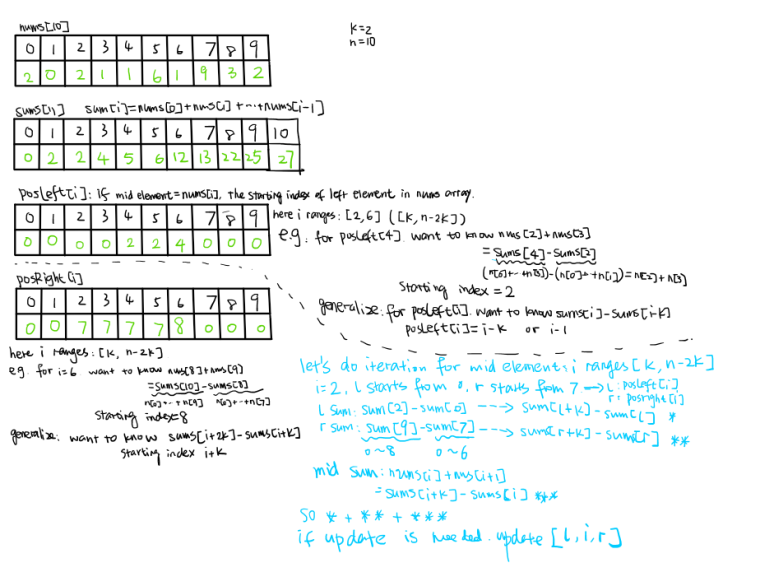 nums[10]
0 1 2 3 4 5 6 7 8 9
2 0 2 1 1 6 1 9 3 2
k=2
n=10
sums[11] sum[i]=nums[0]+nums[1]+...+nums[i-1]
0 1 2 3 4 5 6 7 8 9 10
0 2 2 4 5 6 12 13 22 25 27
posLeft[i]: if mid element=nums[i], the starting index of left element in nums array.
0 1 2 3 4 5 6 7 8 9
0 0 0 0 2 2 4 0 0 0
here i ranges: [2,6] ([k, n-2k])
e.g. for posLeft[4]. want to know nums[2]+nums[3]
=sums[4]-sums[2]
(n[0]+··+n[3])-(n[0]+··+n[1])=n[2]+n[3]
starting index=2
generalize: for posLeft[i]. want to know sums[i]-sums[i-k]
posLeft[i]=i-k or i-1
posRight[i]
0 1 2 3 4 5 6 7 8 9
0 0 7 7 7 7 8 0 0 0
here i ranges: [k, n-2k]
e.g. for i=6 want to know nums[8]+nums[9]
=sums[10]-sums[8]
n[0]+··+n[9] n[0]+··+n[7]
starting index=8
generalize: want to know sums[i+2k]-sums[i+k]
starting index i+k
let's do iteration for mid element: i ranges [k, n-2k]
i=2, l starts from 0, r starts from 7 → l: posLeft[i]
r: posright[i]
l sum: sum[2]-sum[0] ---> sum[l+k]-sum[l] *
r sum: sum[9]-sum[7] ---> sum[r+k]-sum[r] **
0~8 0~6
mid sum: nums[i]+nums[i+1]
=sums[i+k]-sums[i] ***
so *+**+***
if update is needed. update [l,i,r]